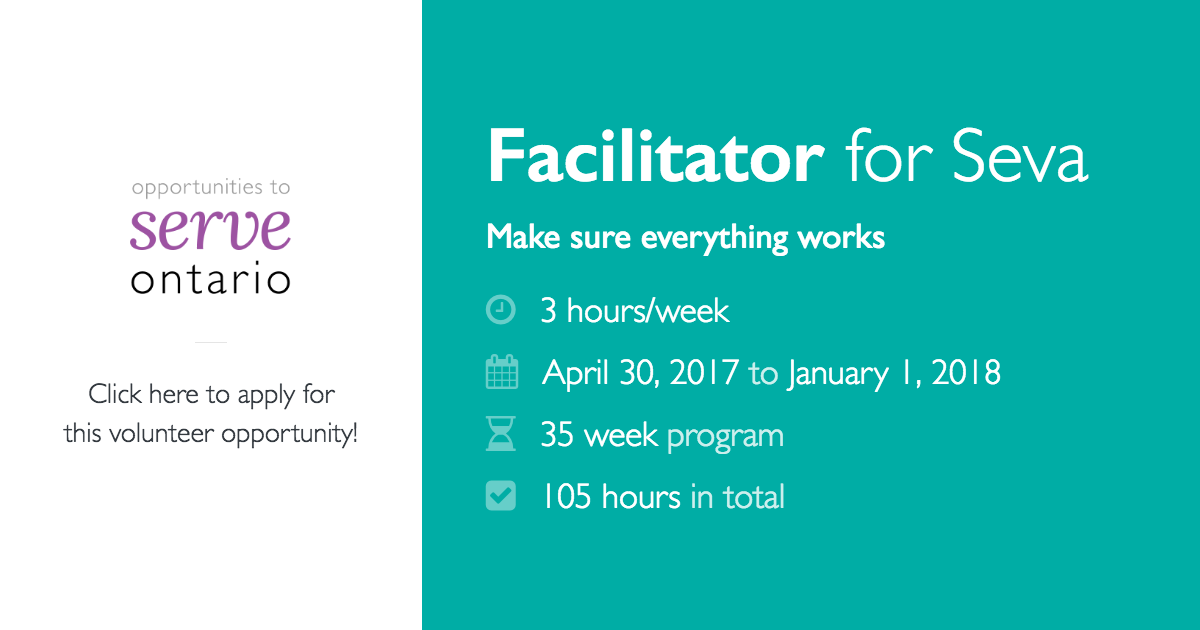 opportunities to
serve
ontario
Click here to apply for
this volunteer opportunity!
Facilitator for Seva
Make sure everything works
3 hours/week
April 30, 2017 to January 1, 2018
35 week program
105 hours in total